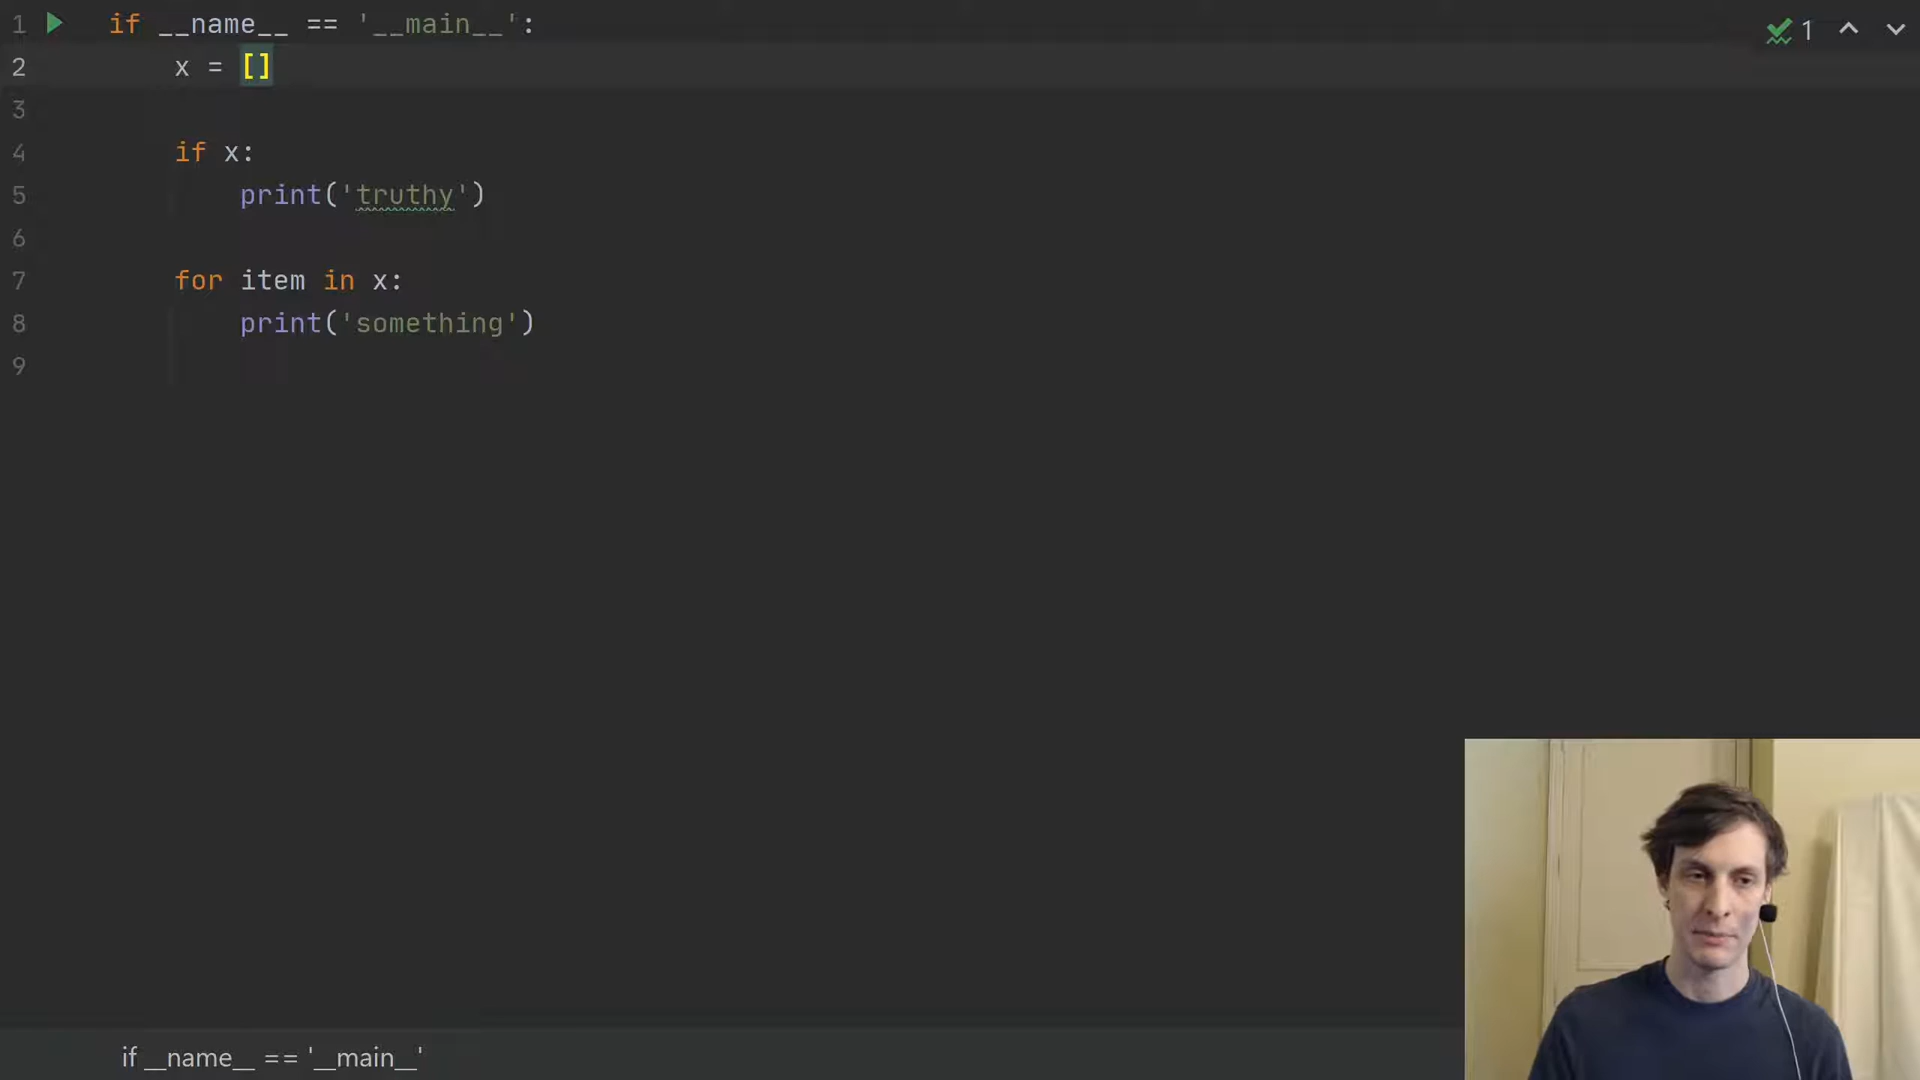 1 if __name__ == '__main__': 1
2 x = []
3
4 if x:
5 print('truthy')
6
7 for item in x:
8 print('something')
9
if __name__ == '__main__'